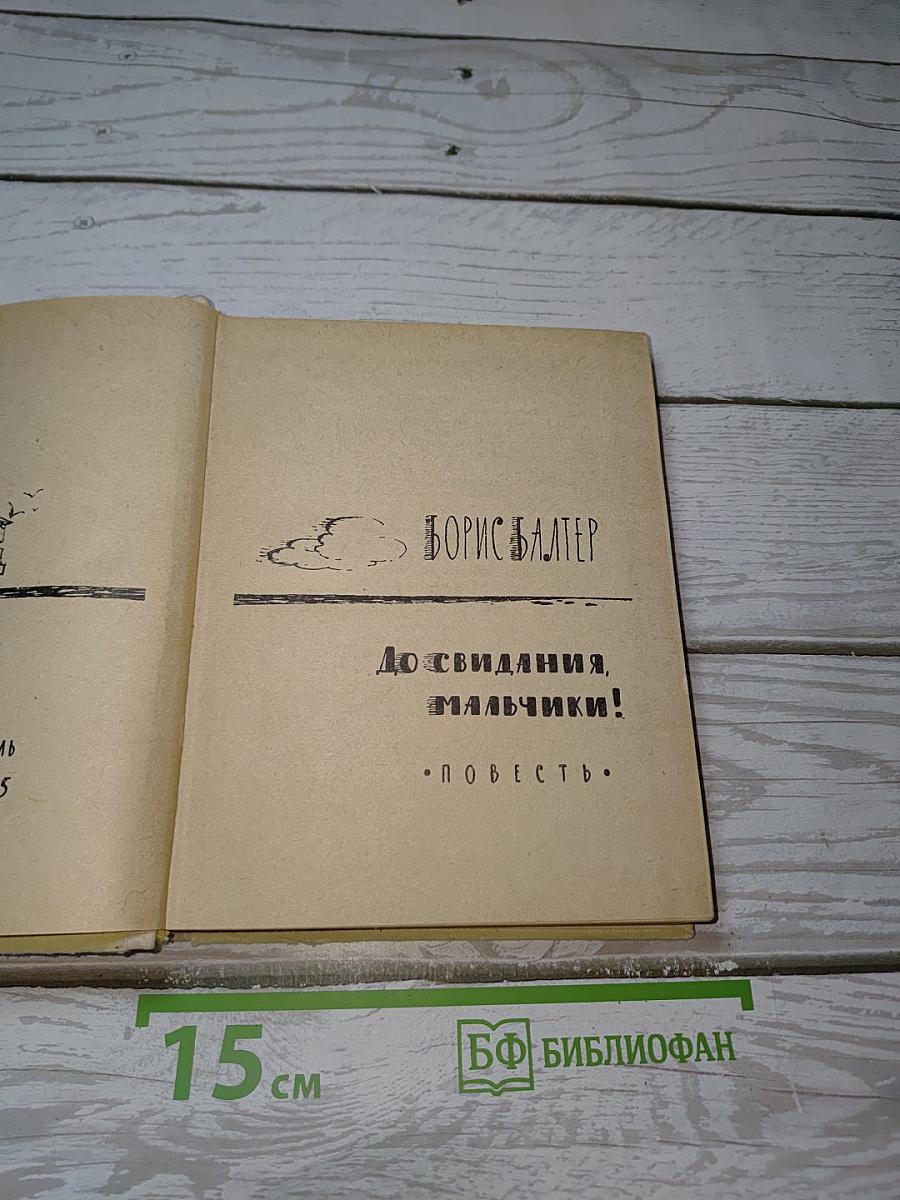 БОРИС БАЛТЕР
До свидания,
мальчики!
•ПОВЕСТЬ•
15 см
БФ БИБЛИОФАН